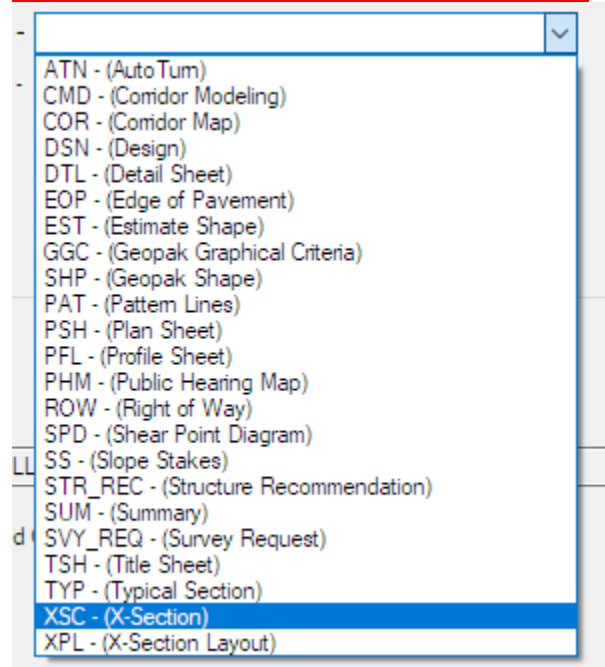 -
ATN - (AutoTurn)
- CMD - (Corridor Modeling)
COR - (Corridor Map)
DSN - (Design)
DTL - (Detail Sheet)
EOP - (Edge of Pavement)
EST - (Estimate Shape)
GGC - (Geopak Graphical Criteria)
SHP - (Geopak Shape)
PAT - (Pattern Lines)
PSH - (Plan Sheet)
PFL - (Profile Sheet)
PHM - (Public Hearing Map)
ROW - (Right of Way)
SPD - (Shear Point Diagram)
LL SS - (Slope Stakes)
STR_REC - (Structure Recommendation)
SUM - (Summary)
d SVY_REQ - (Survey Request)
TSH - (Title Sheet)
TYP - (Typical Section)
XSC - (X-Section)
XPL - (X-Section Layout)